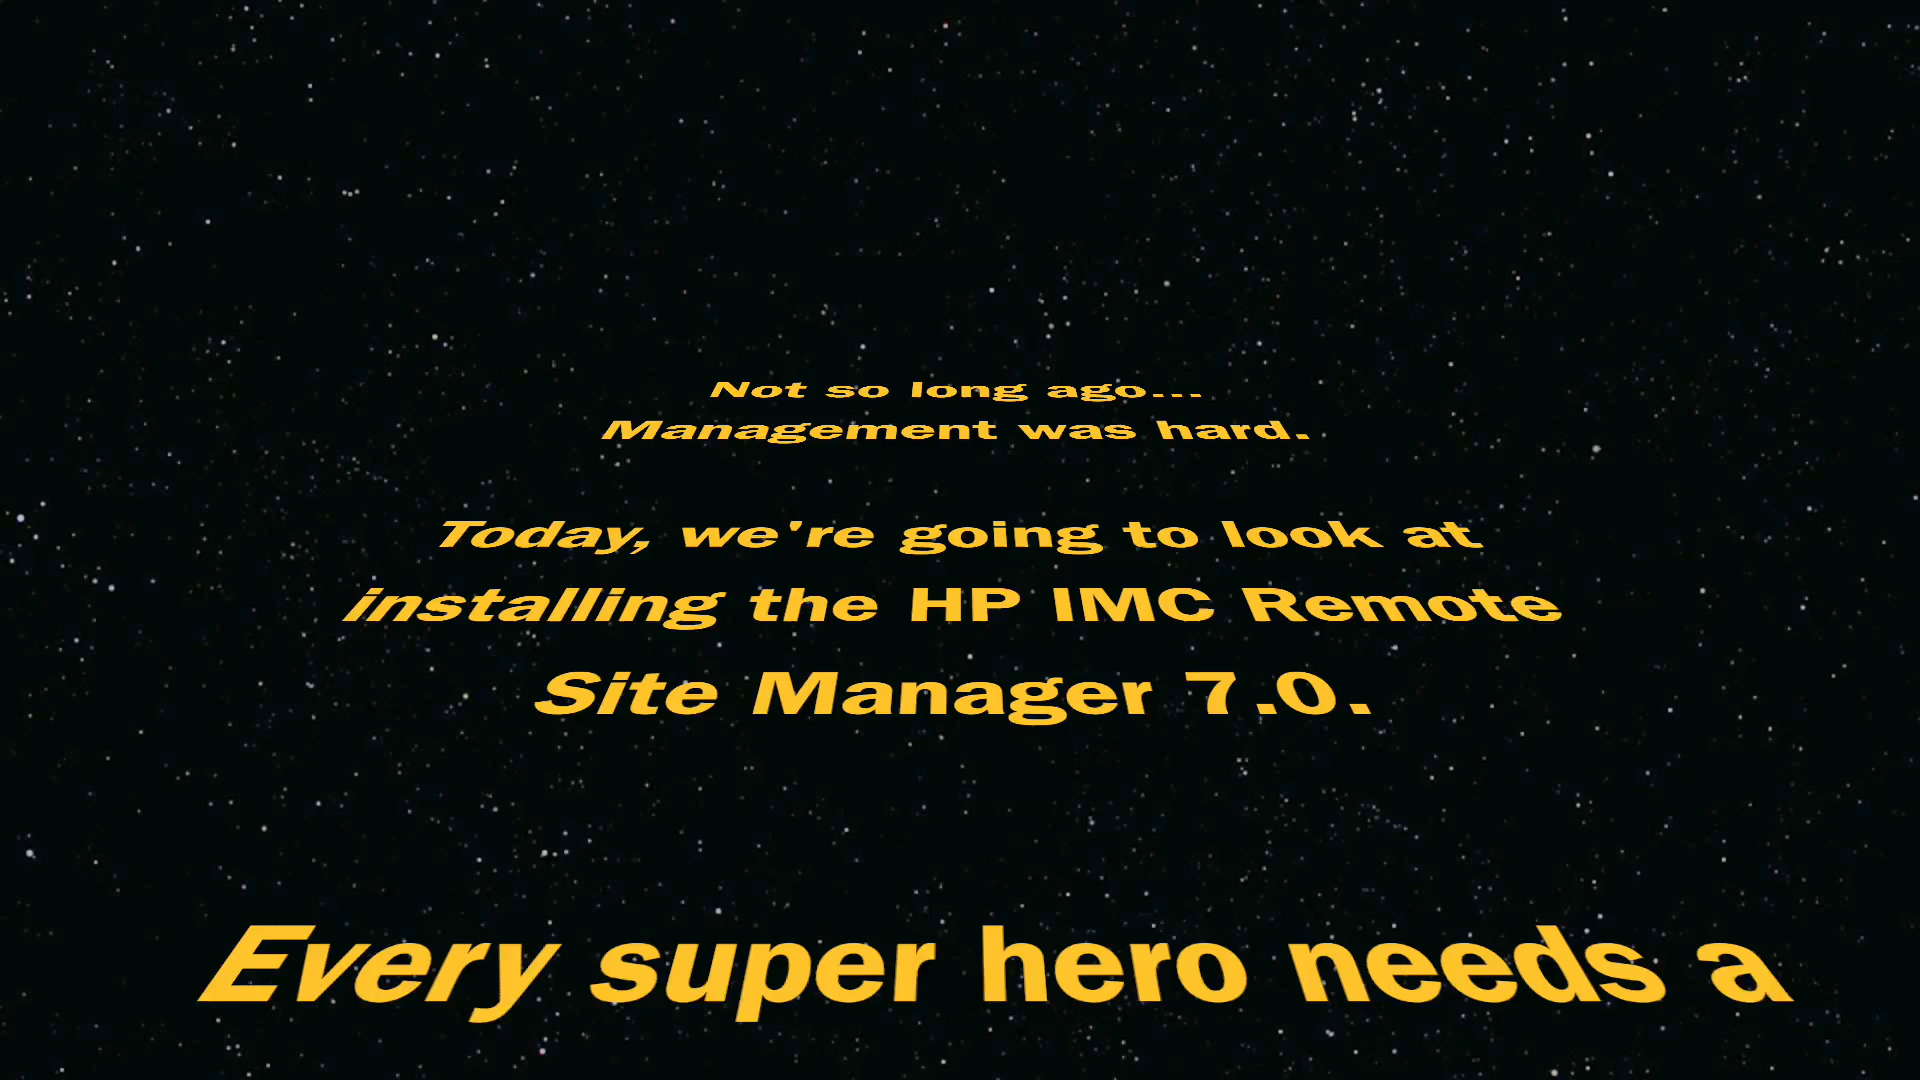 Not so long ago...
Management was hard.
Today, we're going to look at
installing the HP IMC Remote
Site Manager 7.0.
Every super hero needs a